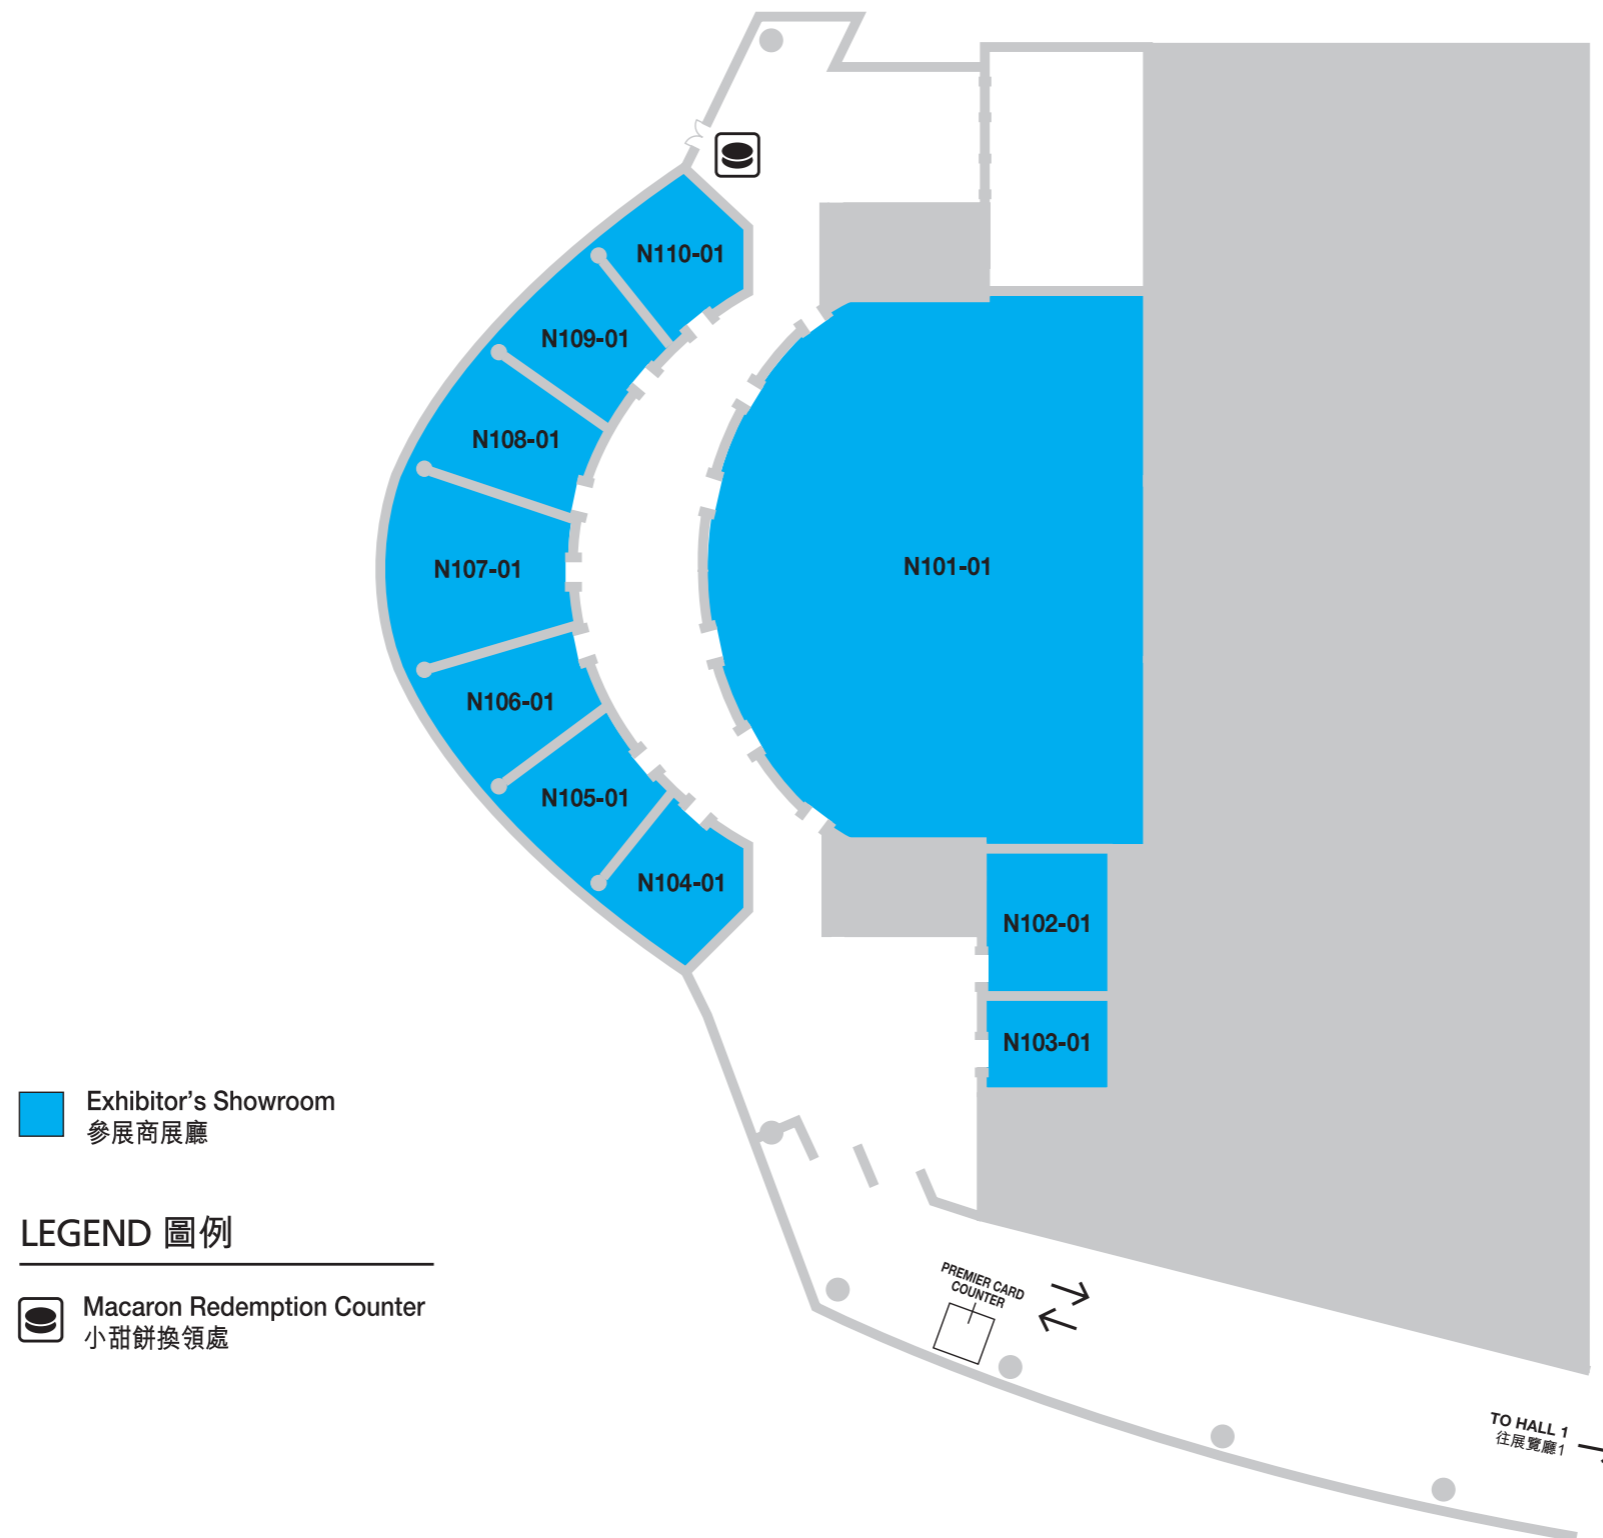 N110-01
N109-01
N108-01
N107-01
N101-01
N106-01
N105-01
N104-01
N102-01
N103-01
Exhibitor's Showroom
參展商展廳
LEGEND 圖例
Macaron Redemption Counter
小甜餅換領處
PREMIER CARD
COUNTER
TO HALL 1
往展覽廳1